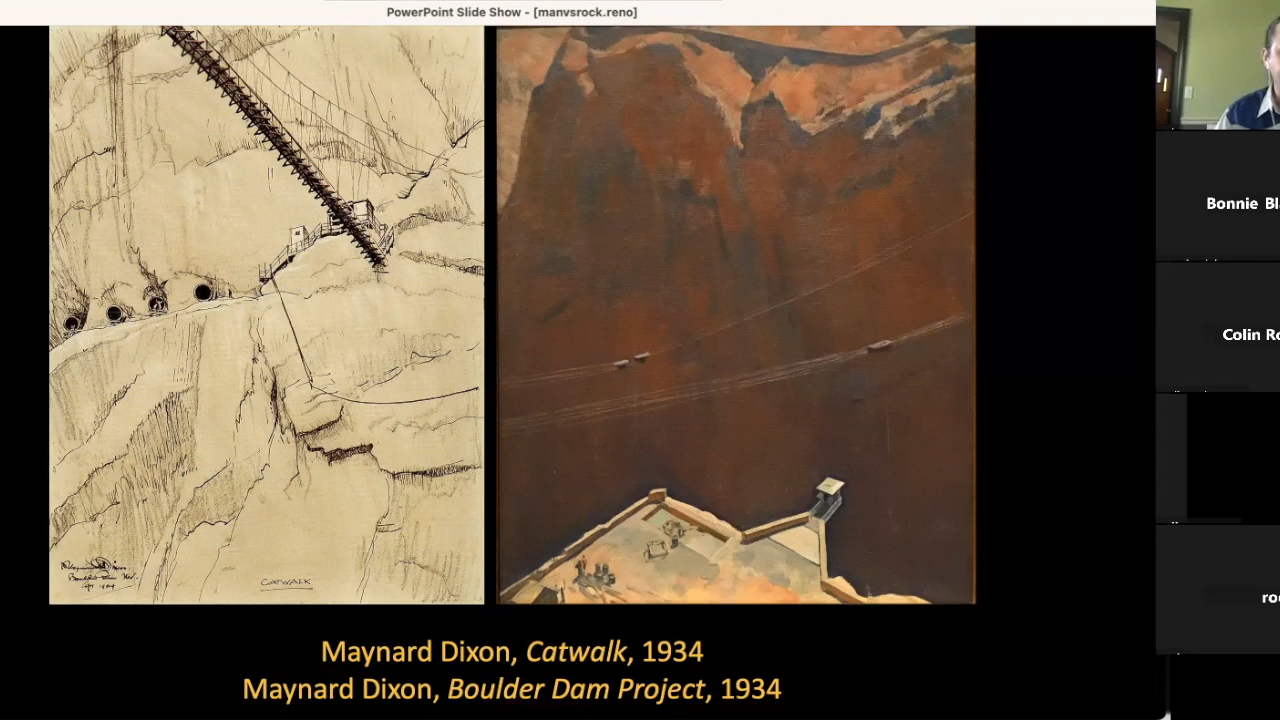 PowerPoint Slide Show - [manvsrock.reno]
Bonnie Bl
Colin Ro
CATWALK
Maynard Dixon, Catwalk, 1934
Maynard Dixon, Boulder Dam Project, 1934